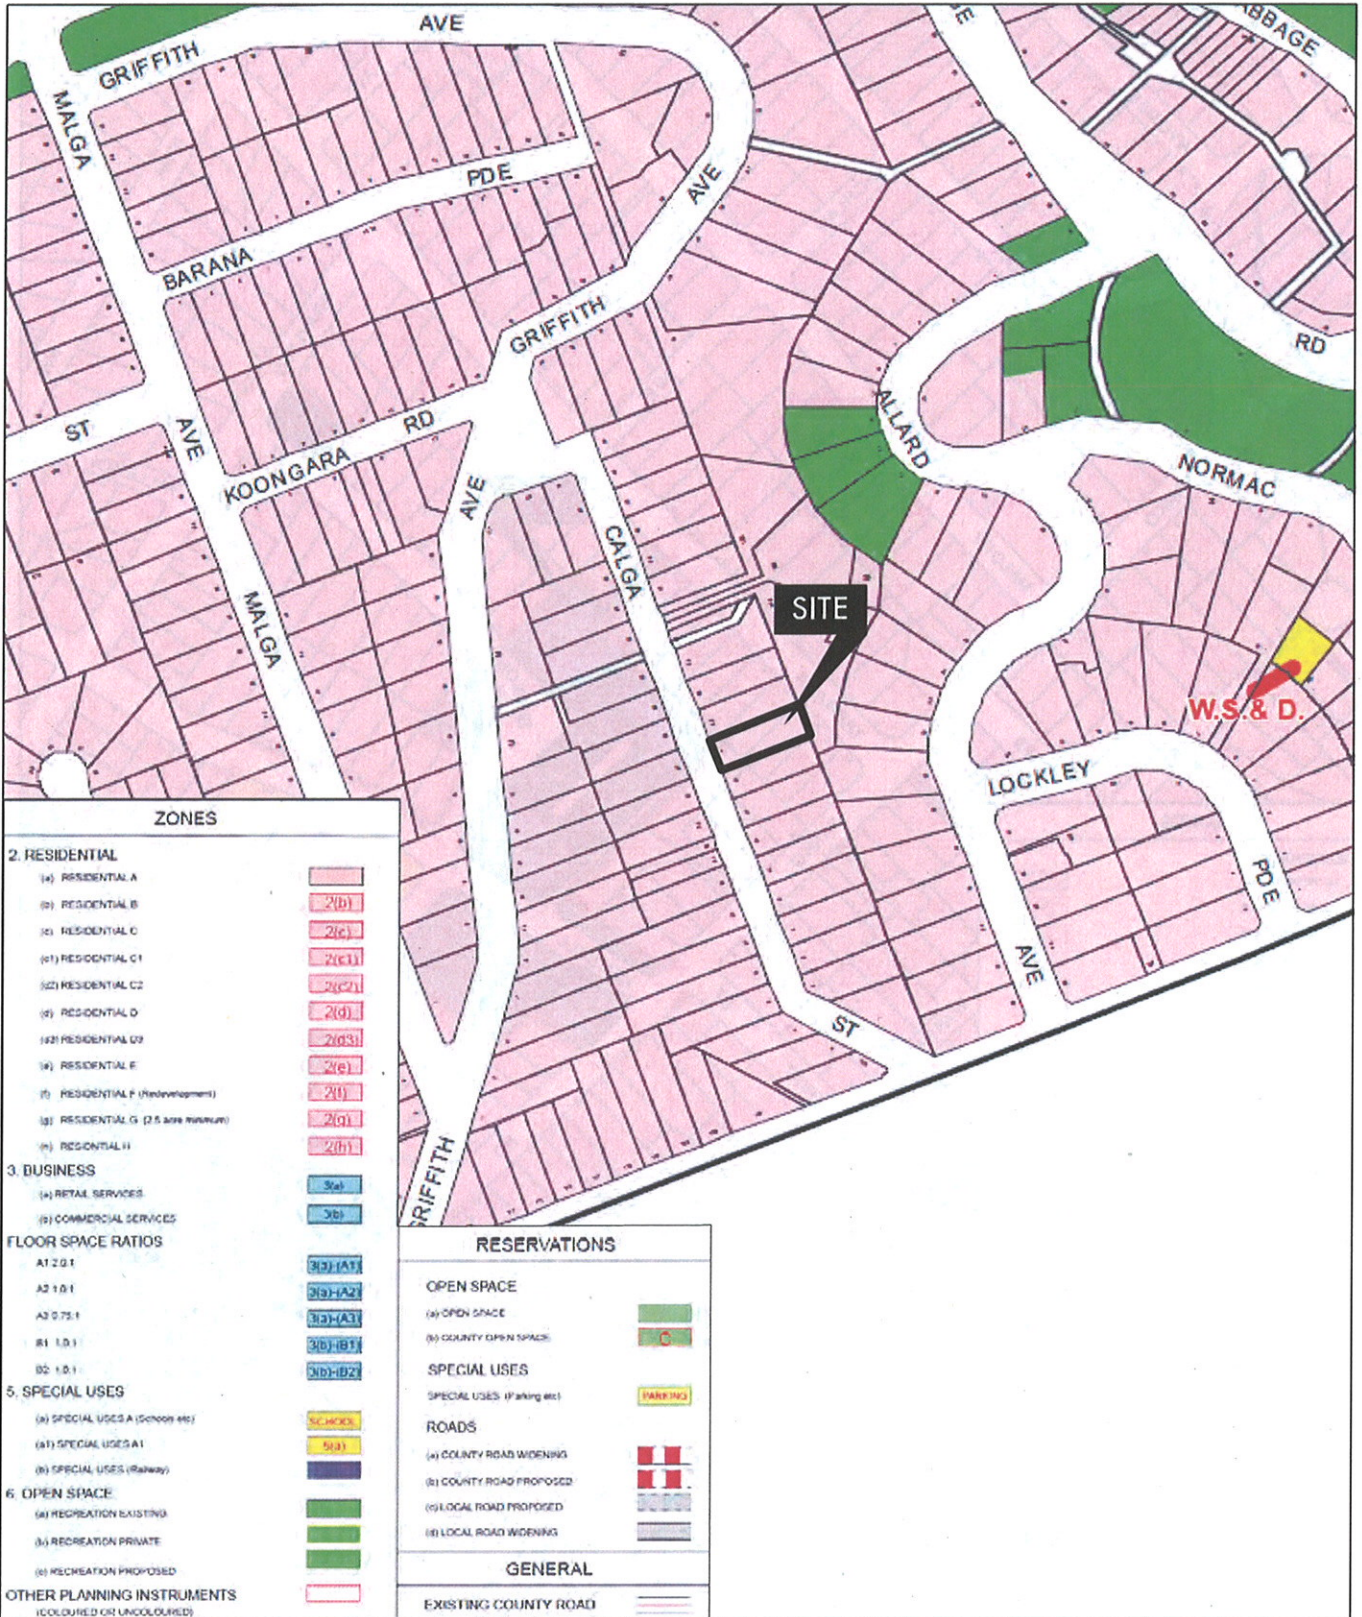 AVE
GRIFFITH
ABBAGE
MALGA
PDE
AVE
BARANA
GRIFFITH
RD
ST
AVE
RD
KOONGARA
AVE
ALLARD
NORMAC
CALGA
MALGA
SITE
W.S.& D.
LOCKLEY
PDE
AVE
ST
GRIFFITH
ZONES
2. RESIDENTIAL
(a) RESIDENTIAL A
(b) RESIDENTIAL B 2(b)
(c) RESIDENTIAL C 2(c)
(c1) RESIDENTIAL C1 2(c1)
(c2) RESIDENTIAL C2 2(c2)
(d) RESIDENTIAL D 2(d)
(d3) RESIDENTIAL D3 2(d3)
(e) RESIDENTIAL E 2(e)
(f) RESIDENTIAL F (Redevelopment) 2(f)
(g) RESIDENTIAL G (2.5 acre minimum) 2(g)
(h) RESIDNTIAL H 2(h)
3. BUSINESS
(a) RETAIL SERVICES 3(a)
(b) COMMERCIAL SERVICES 3(b)
FLOOR SPACE RATIOS
A1 2.0:1 3(a)-(A1)
A2 1.0:1 3(a)-(A2)
A3 0.75:1 3(a)-(A3)
B1 1.0:1 3(b)-(B1)
B2 1.0:1 3(b)-(B2)
5. SPECIAL USES
(a) SPECIAL USES A (Schools etc) SCHOOL
(a1) SPECIAL USES A1 5(a)
(b) SPECIAL USES (Railway)
6. OPEN SPACE
(a) RECREATION EXISTING
(b) RECREATION PRIVATE
(c) RECREATION PROPOSED
OTHER PLANNING INSTRUMENTS
(COLOURED OR UNCOLOURED)
RESERVATIONS
OPEN SPACE
(a) OPEN SPACE
(b) COUNTY OPEN SPACE C
SPECIAL USES
SPECIAL USES (Parking etc) PARKING
ROADS
(a) COUNTY ROAD WIDENING
(b) COUNTY ROAD PROPOSED
(c) LOCAL ROAD PROPOSED
(d) LOCAL ROAD WIDENING
GENERAL
EXISTING COUNTY ROAD